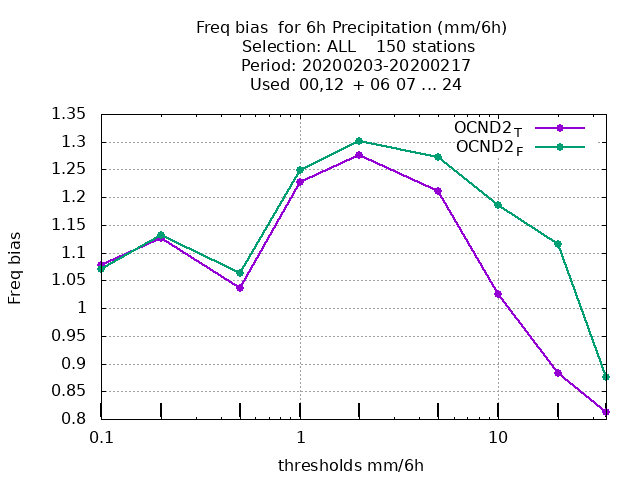 Freq bias  for 6h Precipitation (mm/6h)
Selection: ALL    150 stations
Period: 20200203-20200217
Used  00,12  + 06 07 ... 24
1.35
1.3
1.25
1.2
1.15
1.1
1.05
1
0.95
0.9
0.85
0.8
Freq bias
OCND2T
OCND2F
0.1
1
10
thresholds mm/6h